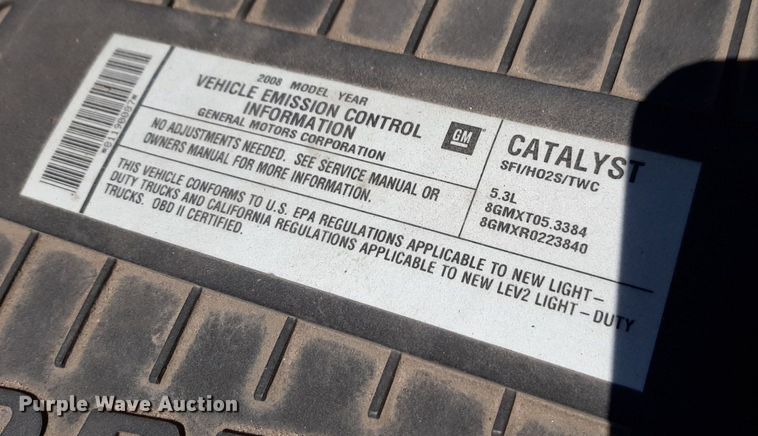 2008 MODEL YEAR
VEHICLE EMISSION CONTROL
INFORMATION
GENERAL MOTORS CORPORATION
GM
NO ADJUSTMENTS NEEDED. SEE SERVICE MANUAL OR
OWNERS MANUAL FOR MORE INFORMATION.
CATALYST
SFI/HO2S/TWC
5.3L
8GMXT05.3384
8GMXR0223840
THIS VEHICLE CONFORMS TO U.S. EPA REGULATIONS APPLICABLE TO NEW LIGHT-
DUTY TRUCKS AND CALIFORNIA REGULATIONS APPLICABLE TO NEW LEV2 LIGHT-DUTY
TRUCKS. OBD II CERTIFIED.
Purple Wave Auction